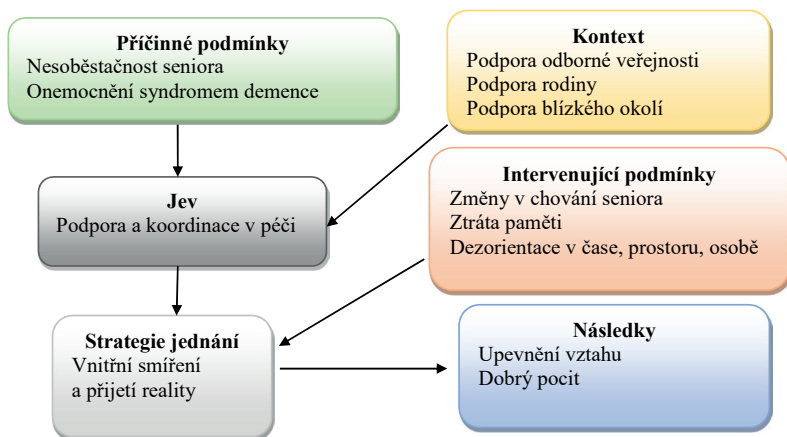 Příčinné podmínky
Nesoběstačnost seniora
Onemocnění syndromem demence
Kontext
Podpora odborné veřejnosti
Podpora rodiny
Podpora blízkého okolí
Jev
Podpora a koordinace v péči
Intervenující podmínky
Změny v chování seniora
Ztráta paměti
Dezorientace v čase, prostoru, osobě
Strategie jednání
Vnitřní smíření
a přijetí reality
Následky
Upevnění vztahu
Dobrý pocit